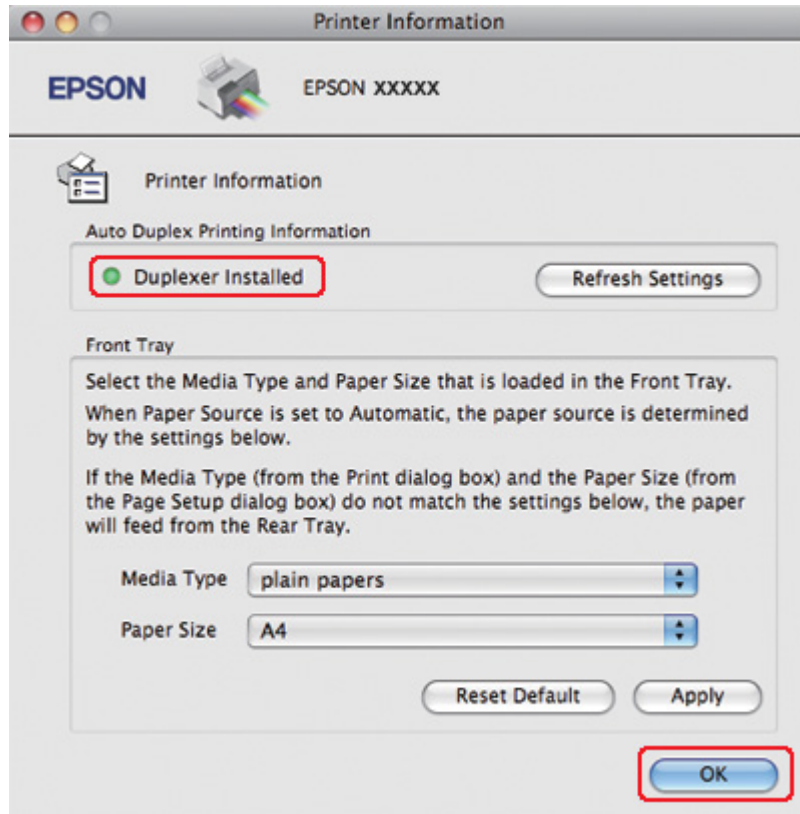 Printer Information
EPSON
EPSON XXXXX
Printer Information
Auto Duplex Printing Information
Duplexer Installed
Refresh Settings
Front Tray
Select the Media Type and Paper Size that is loaded in the Front Tray.
When Paper Source is set to Automatic, the paper source is determined
by the settings below.
If the Media Type (from the Print dialog box) and the Paper Size (from
the Page Setup dialog box) do not match the settings below, the paper
will feed from the Rear Tray.
Media Type plain papers
Paper Size A4
Reset Default Apply
OK